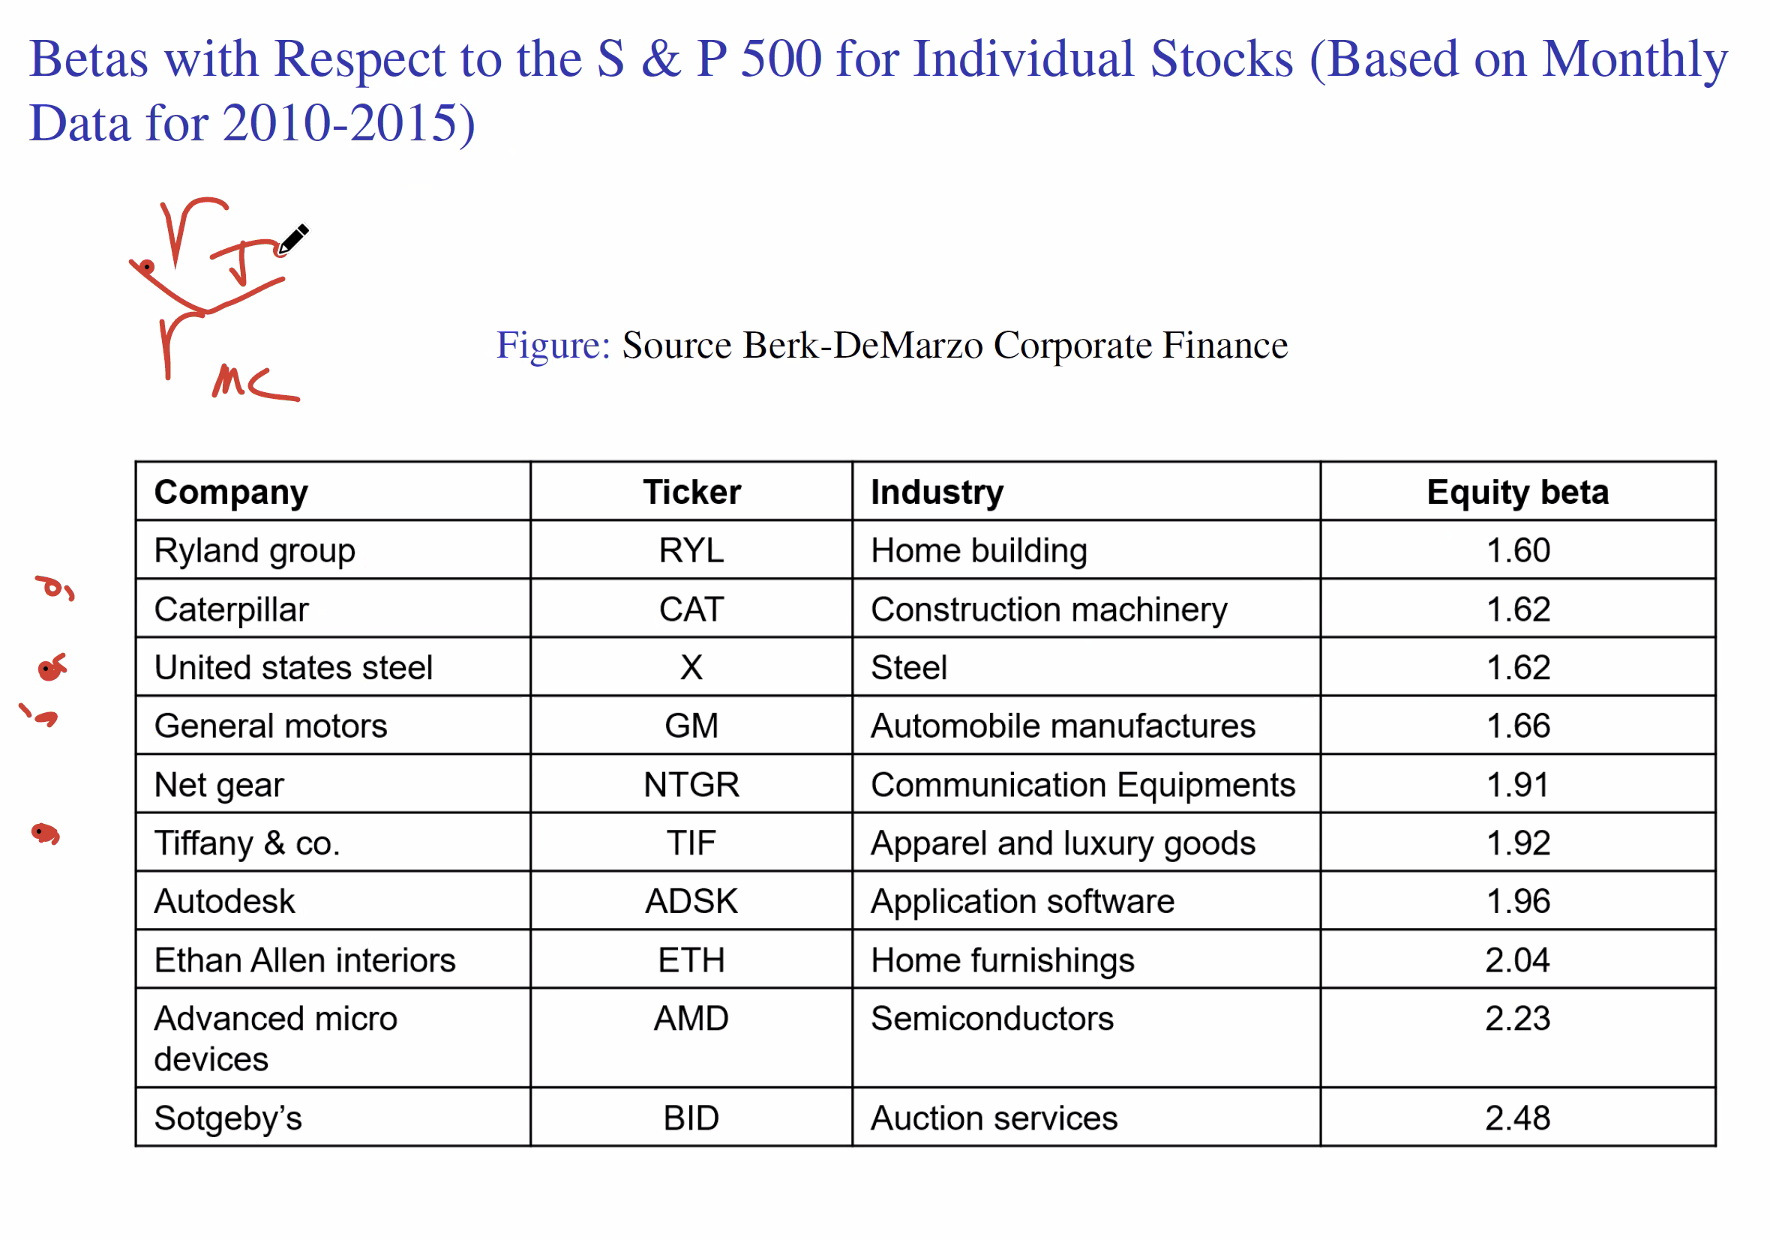 Betas with Respect to the S & P 500 for Individual Stocks (Based on Monthly
Data for 2010-2015)
r
r
MC
Figure: Source Berk-DeMarzo Corporate Finance
Company Ticker Industry Equity beta
Ryland group RYL Home building 1.60
Caterpillar CAT Construction machinery 1.62
United states steel X Steel 1.62
General motors GM Automobile manufactures 1.66
Net gear NTGR Communication Equipments 1.91
Tiffany & co. TIF Apparel and luxury goods 1.92
Autodesk ADSK Application software 1.96
Ethan Allen interiors ETH Home furnishings 2.04
Advanced micro AMD Semiconductors 2.23
devices
Sotgeby’s BID Auction services 2.48